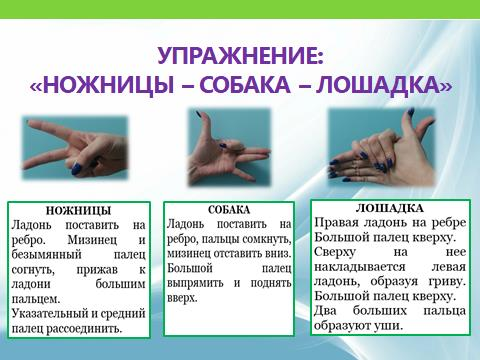 УПРАЖНЕНИЕ:
«НОЖНИЦЫ – СОБАКА – ЛОШАДКА»
НОЖНИЦЫ
Ладонь поставить на
ребро. Мизинец и
безымянный палец
согнуть, прижав к
ладони большим
пальцем.
Указательный и средний
палец рассоединить.
СОБАКА
Ладонь поставить на
ребро, пальцы сомкнуть,
мизинец отставить вниз.
Большой палец
выпрямить и поднять
вверх.
ЛОШАДКА
Правая ладонь на ребре
Большой палец кверху.
Сверху на нее
накладывается левая
ладонь, образуя гриву.
Большой палец кверху.
Два больших пальца
образуют уши.